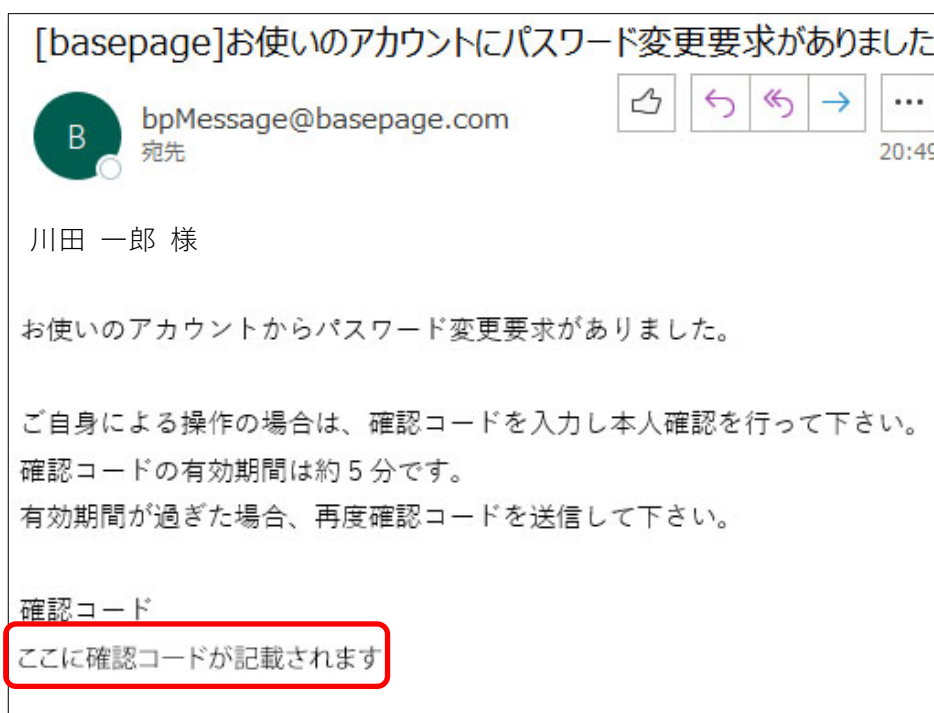 [basepage]お使いのアカウントにパスワード変更要求がありました
B
bpMessage@basepage.com
宛先
20:49
川田 一郎 様
お使いのアカウントからパスワード変更要求がありました。
ご自身による操作の場合は、確認コードを入力し本人確認を行って下さい。
確認コードの有効期間は約5分です。
有効期間が過ぎた場合、再度確認コードを送信して下さい。
確認コード
ここに確認コードが記載されます